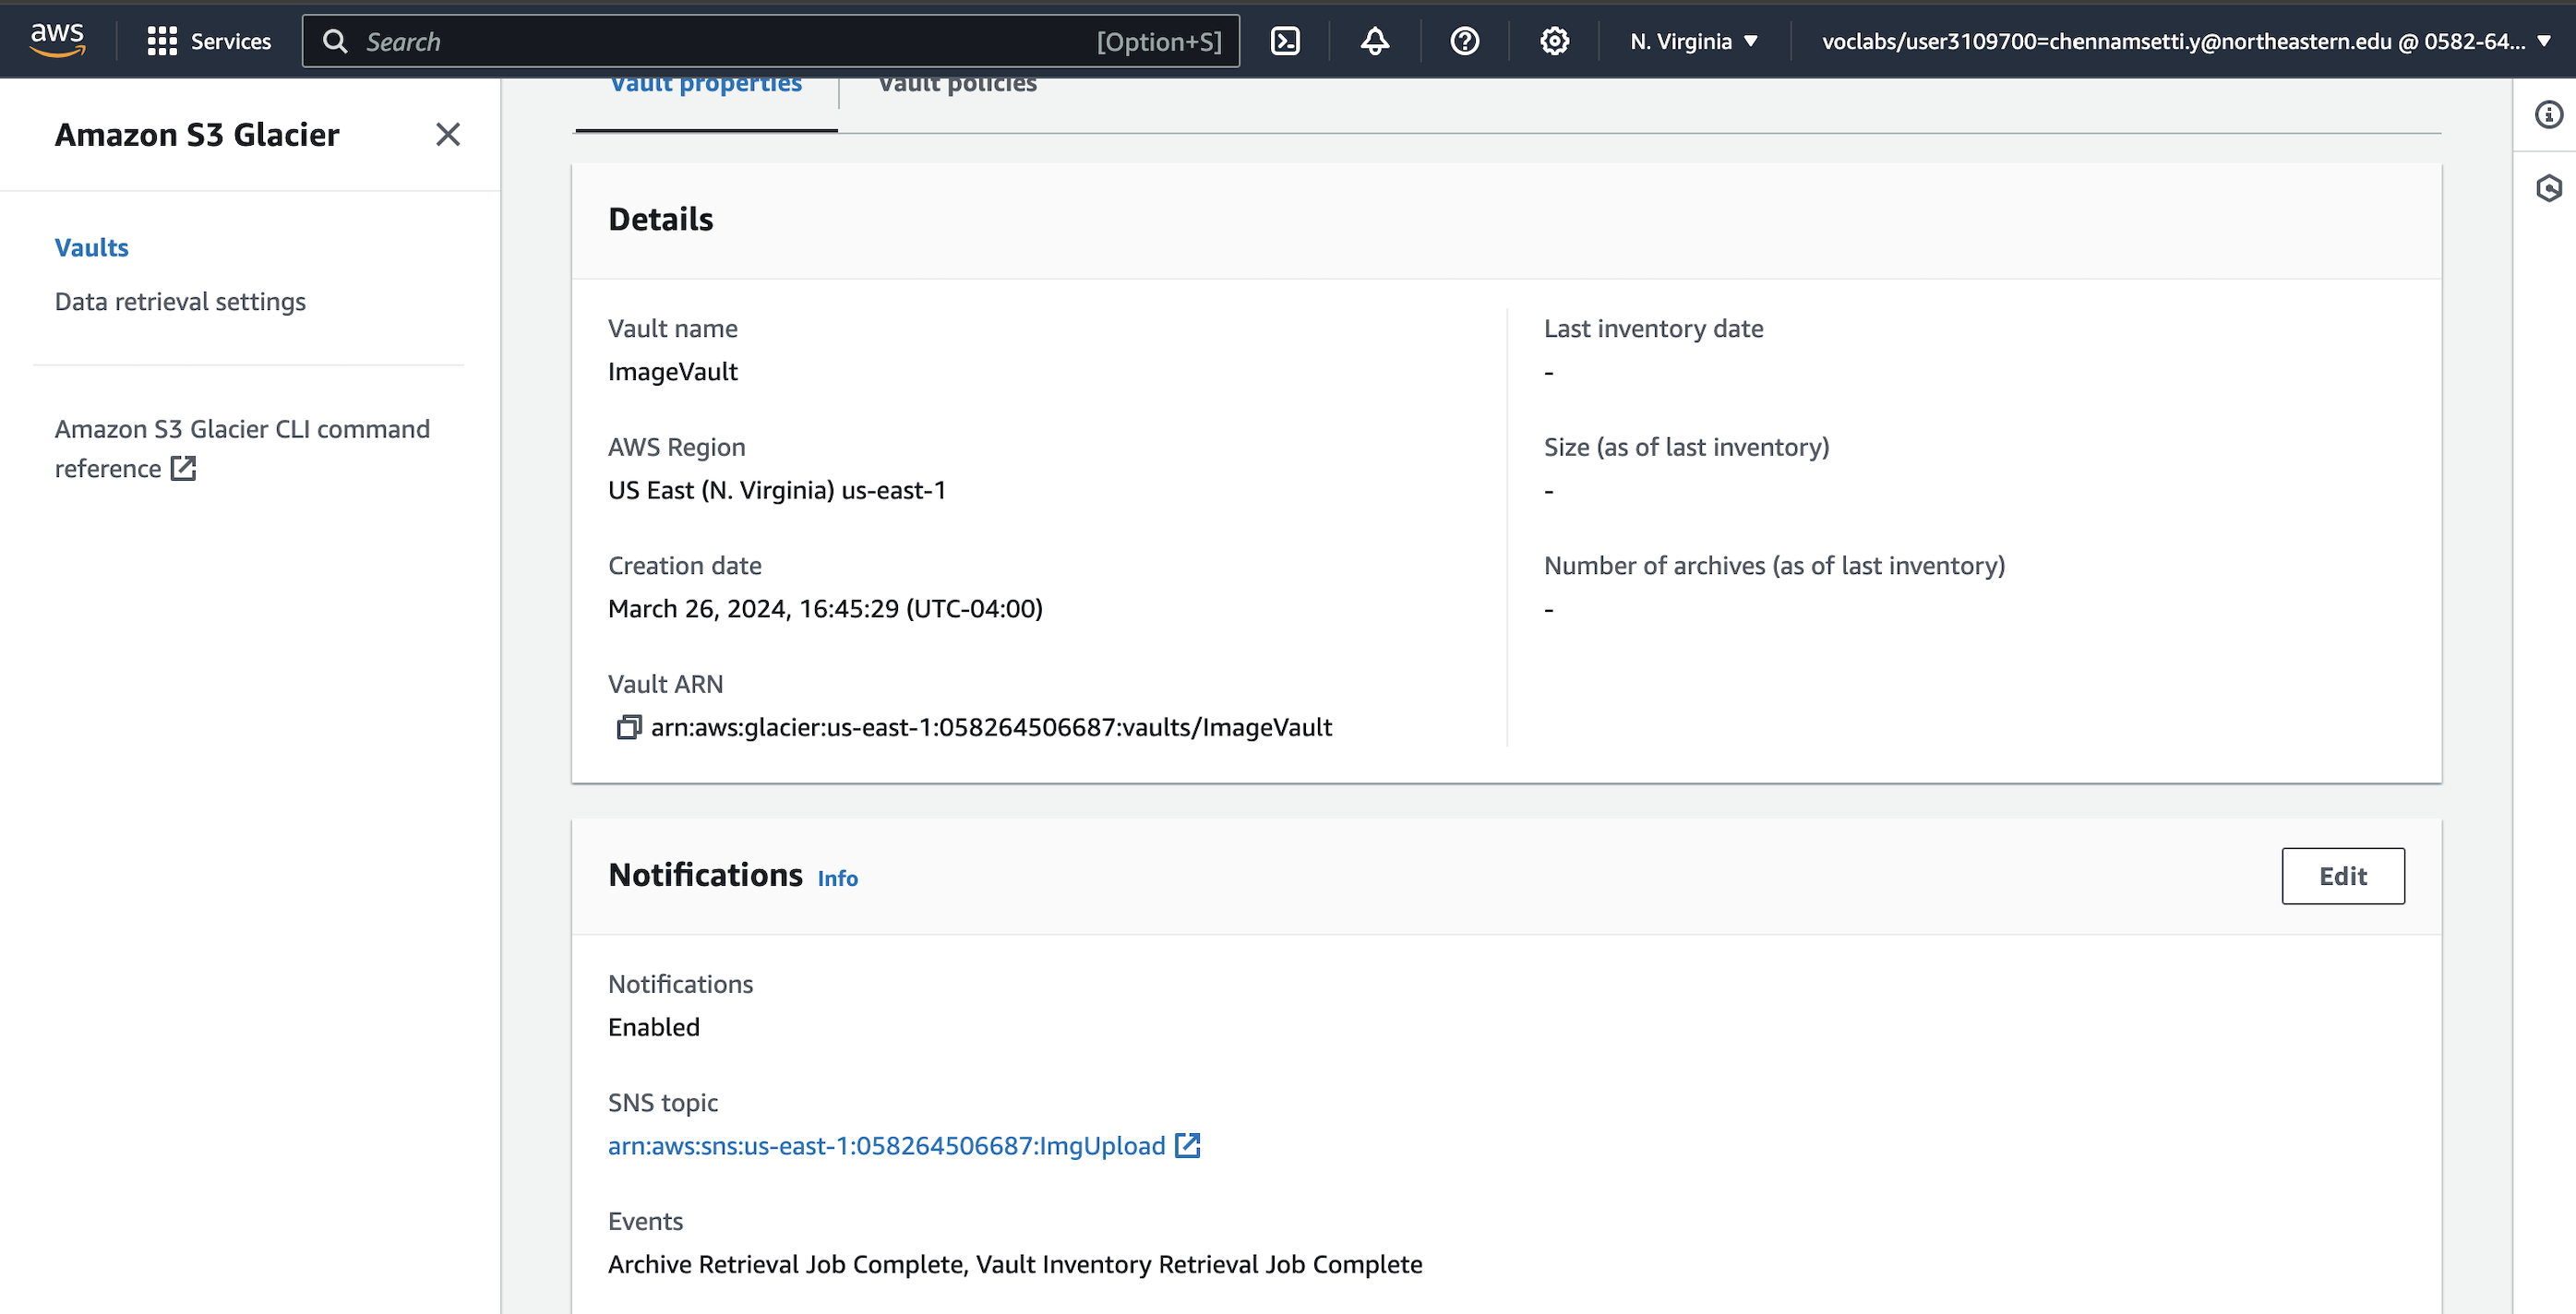 aws
Services
Search
[Option+S]
N. Virginia
voclabs/user3109700=chennamsetti.y@northeastern.edu @ 0582-64...
Amazon S3 Glacier
Vaults
Data retrieval settings
Amazon S3 Glacier CLI command
reference
Vault properties
Vault policies
Details
Vault name
ImageVault
AWS Region
US East (N. Virginia) us-east-1
Creation date
March 26, 2024, 16:45:29 (UTC-04:00)
Vault ARN
arn:aws:glacier:us-east-1:058264506687:vaults/ImageVault
Last inventory date
-
Size (as of last inventory)
-
Number of archives (as of last inventory)
-
Notifications Info
Edit
Notifications
Enabled
SNS topic
arn:aws:sns:us-east-1:058264506687:ImgUpload
Events
Archive Retrieval Job Complete, Vault Inventory Retrieval Job Complete